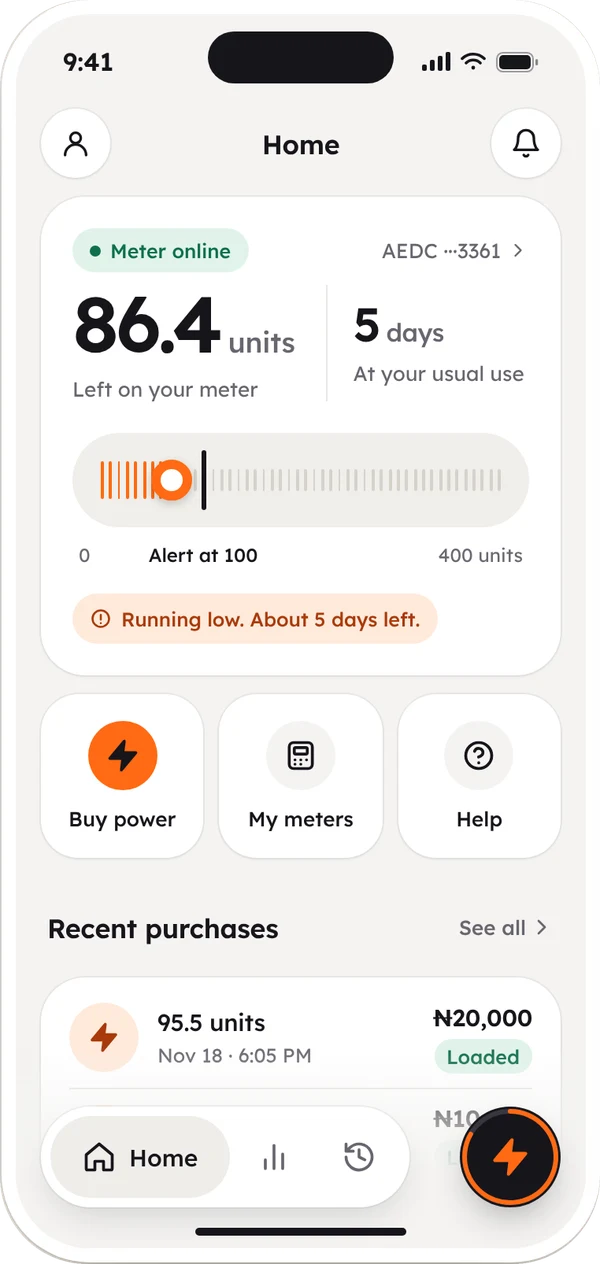 9:41
Home
Meter online
AEDC ···3361
86.4 units
5 days
Left on your meter
At your usual use
0
Alert at 100
400 units
Running low. About 5 days left.
Buy power
My meters
Help
Recent purchases
See all
95.5 units
₦20,000
Nov 18 · 6:05 PM
Loaded
Home